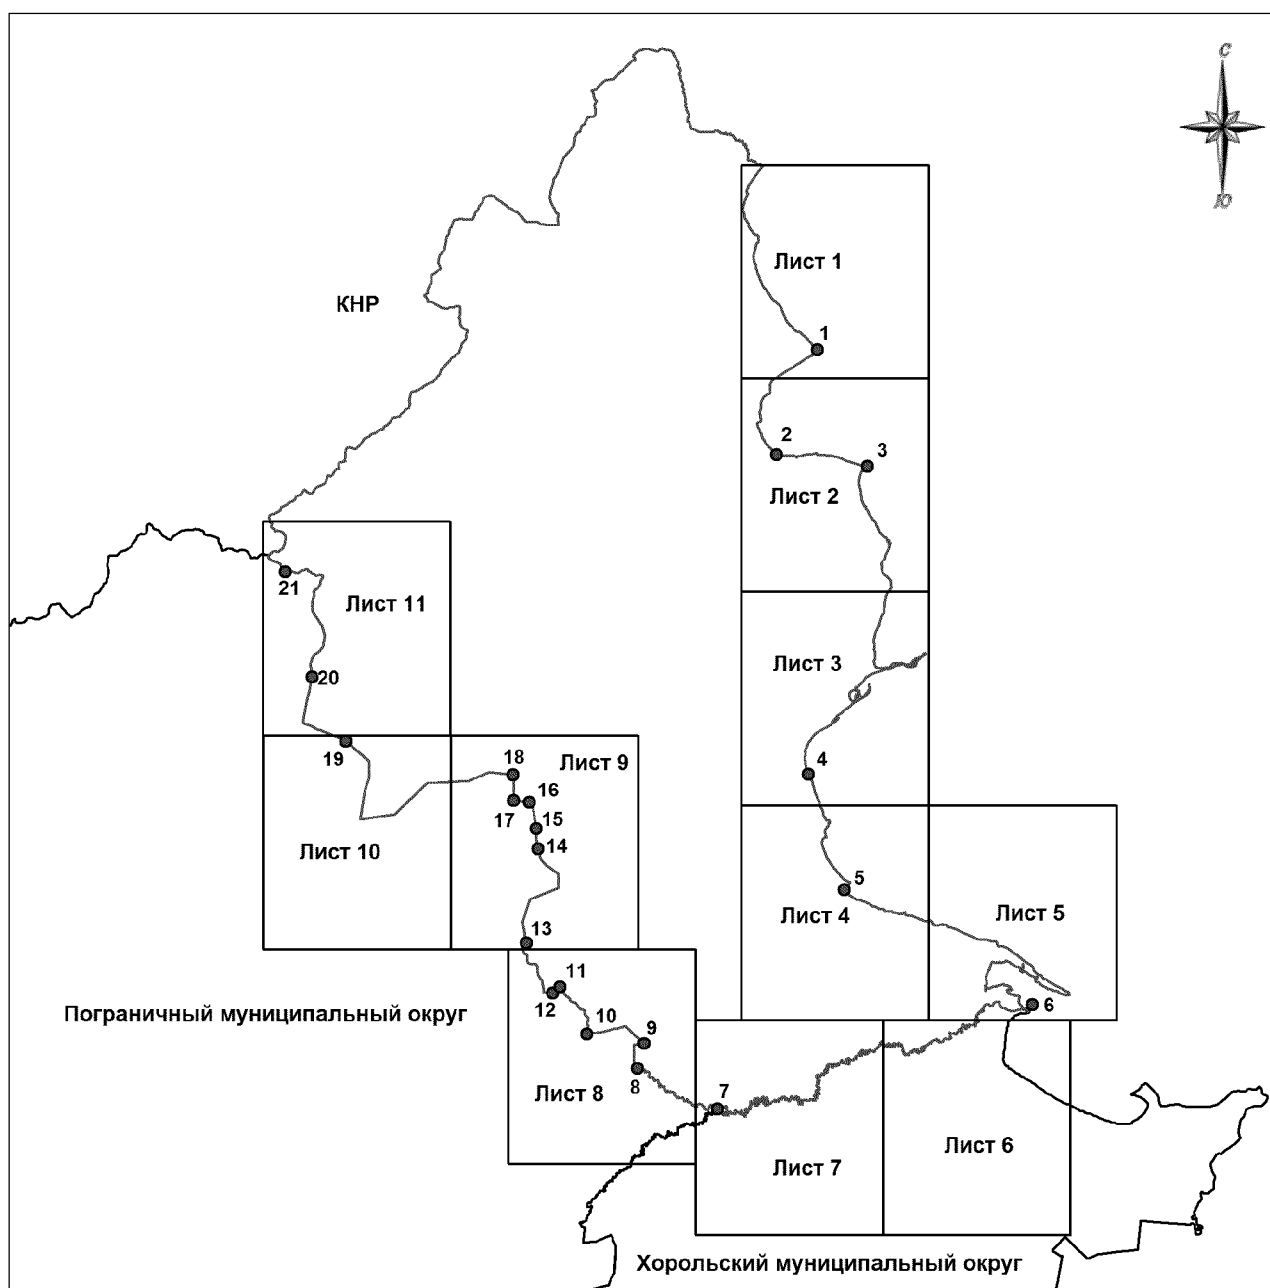 С
Ю
Лист 1
КНР
1
2
3
Лист 2
21
Лист 11
Лист 3
20
19
18
Лист 9
4
16
17
15
14
Лист 10
5
Лист 4
Лист 5
13
11
12
6
Пограничный муниципальный округ
10
9
8
Лист 8
7
Лист 6
Лист 7
Хорольский муниципальный округ